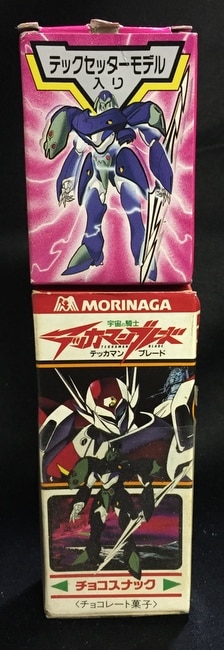 テックセッターモデル
入り
MORINAGA
宇宙の騎士
テッカマンブレード
TEKKAMAN BLADE
テッカマン ブレード
チョコスナック
〈チョコレート菓子〉